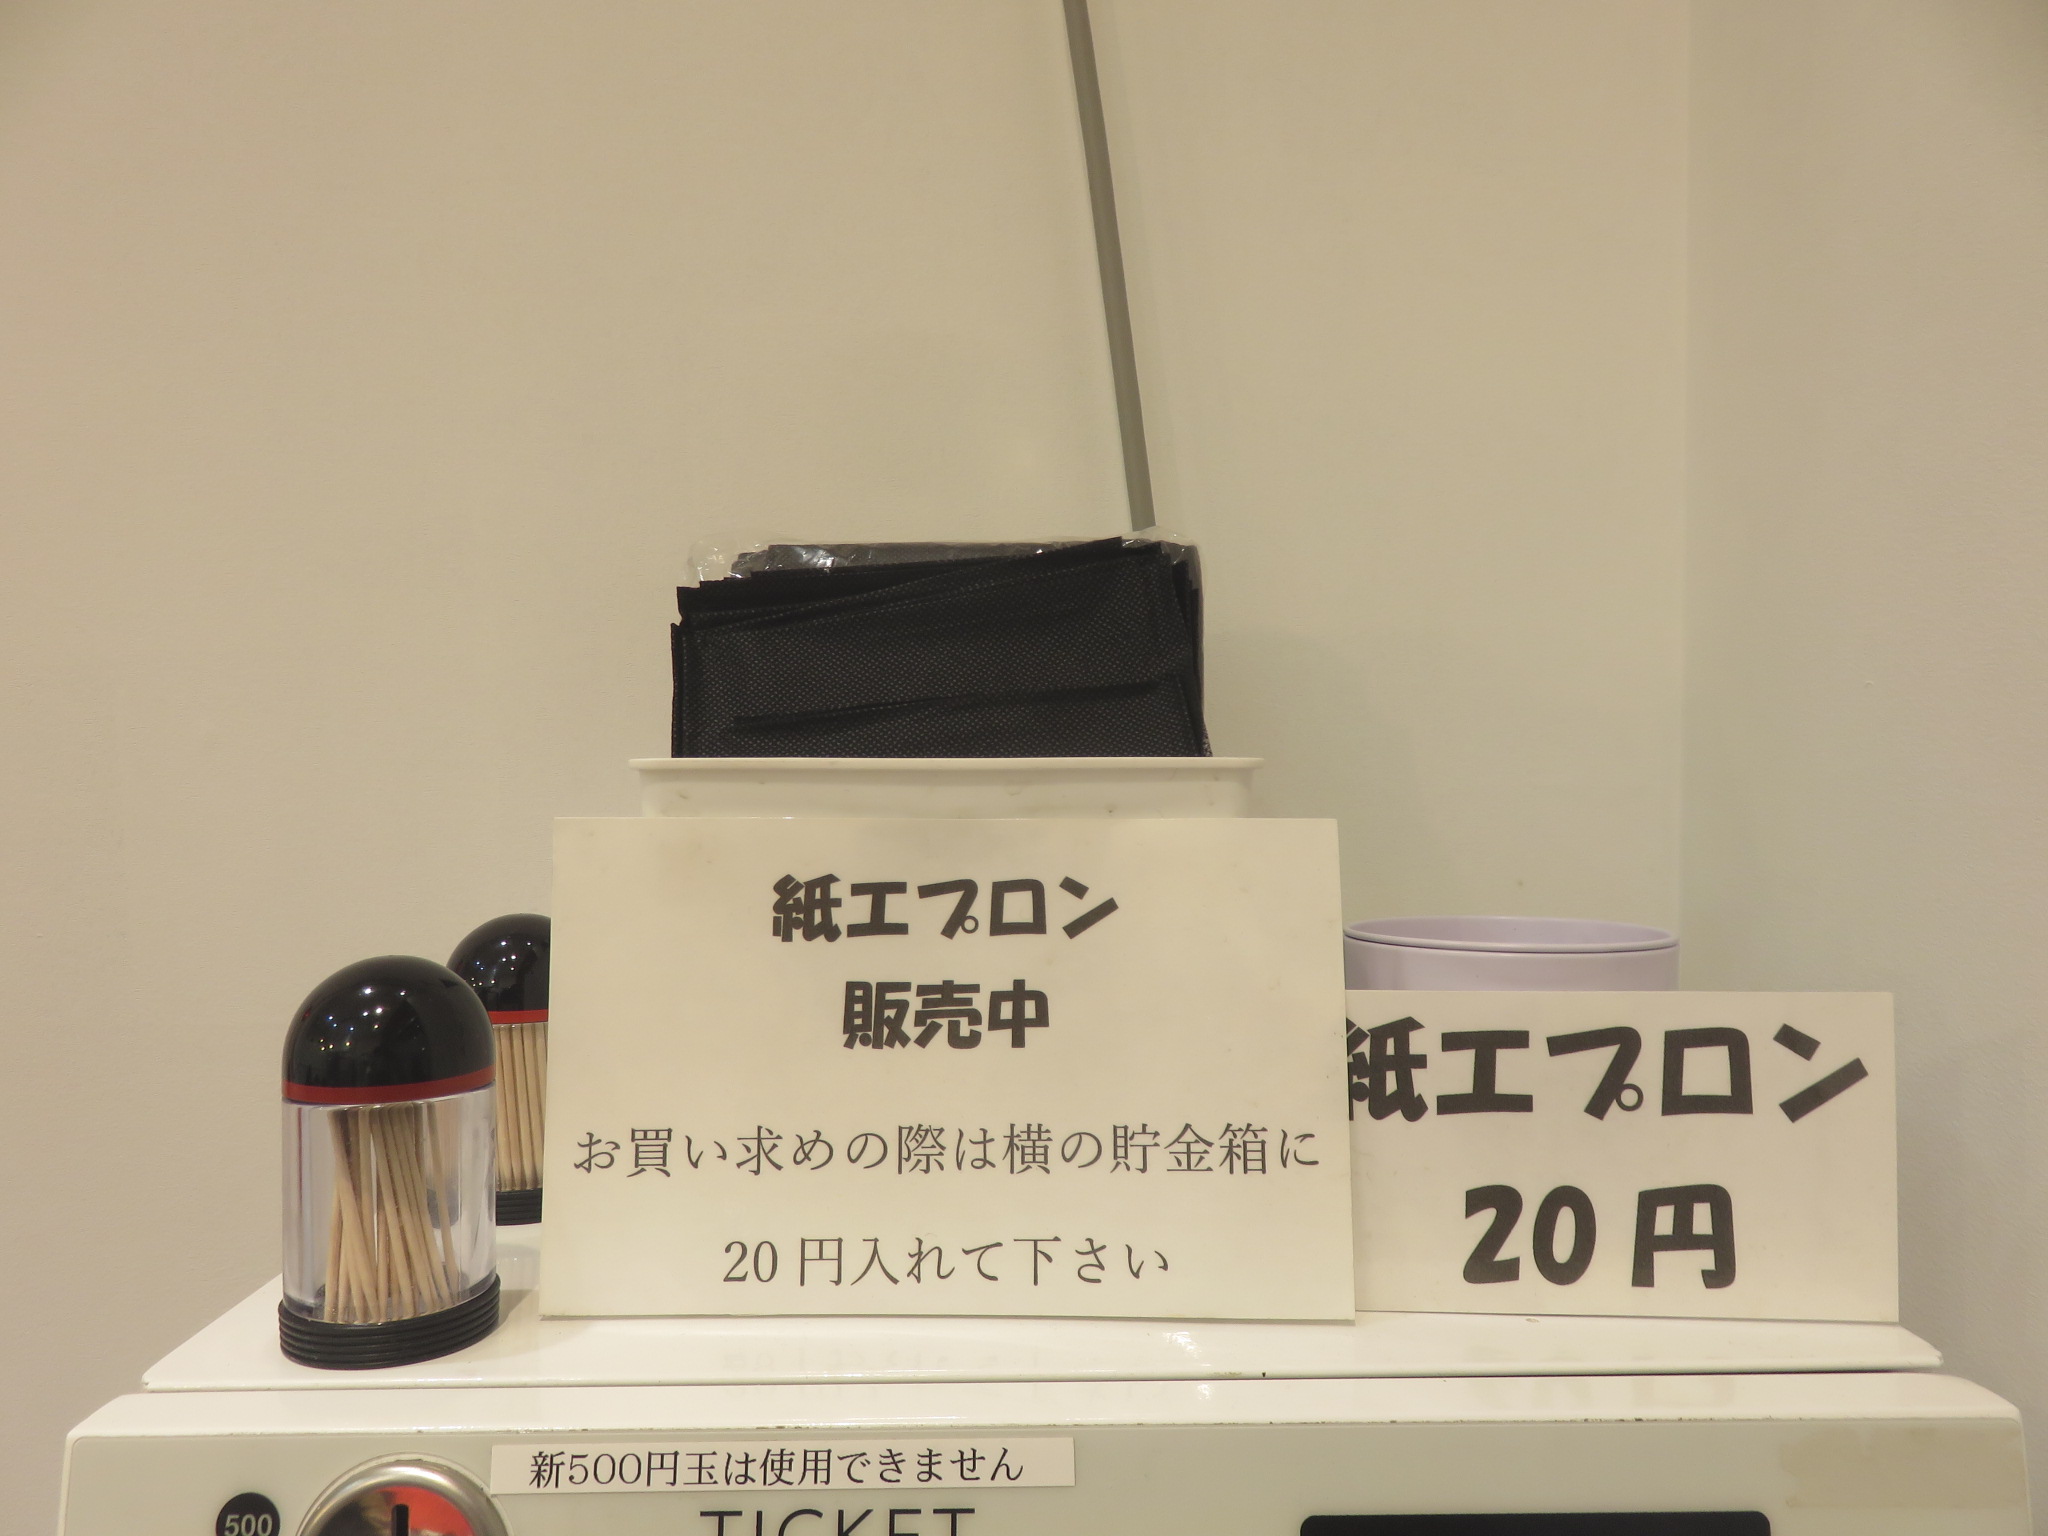 紙エプロン
販売中
お買い求めの際は横の貯金箱に
20円入れて下さい
紙エプロン
20円
新500円玉は使用できません
500
TICKET